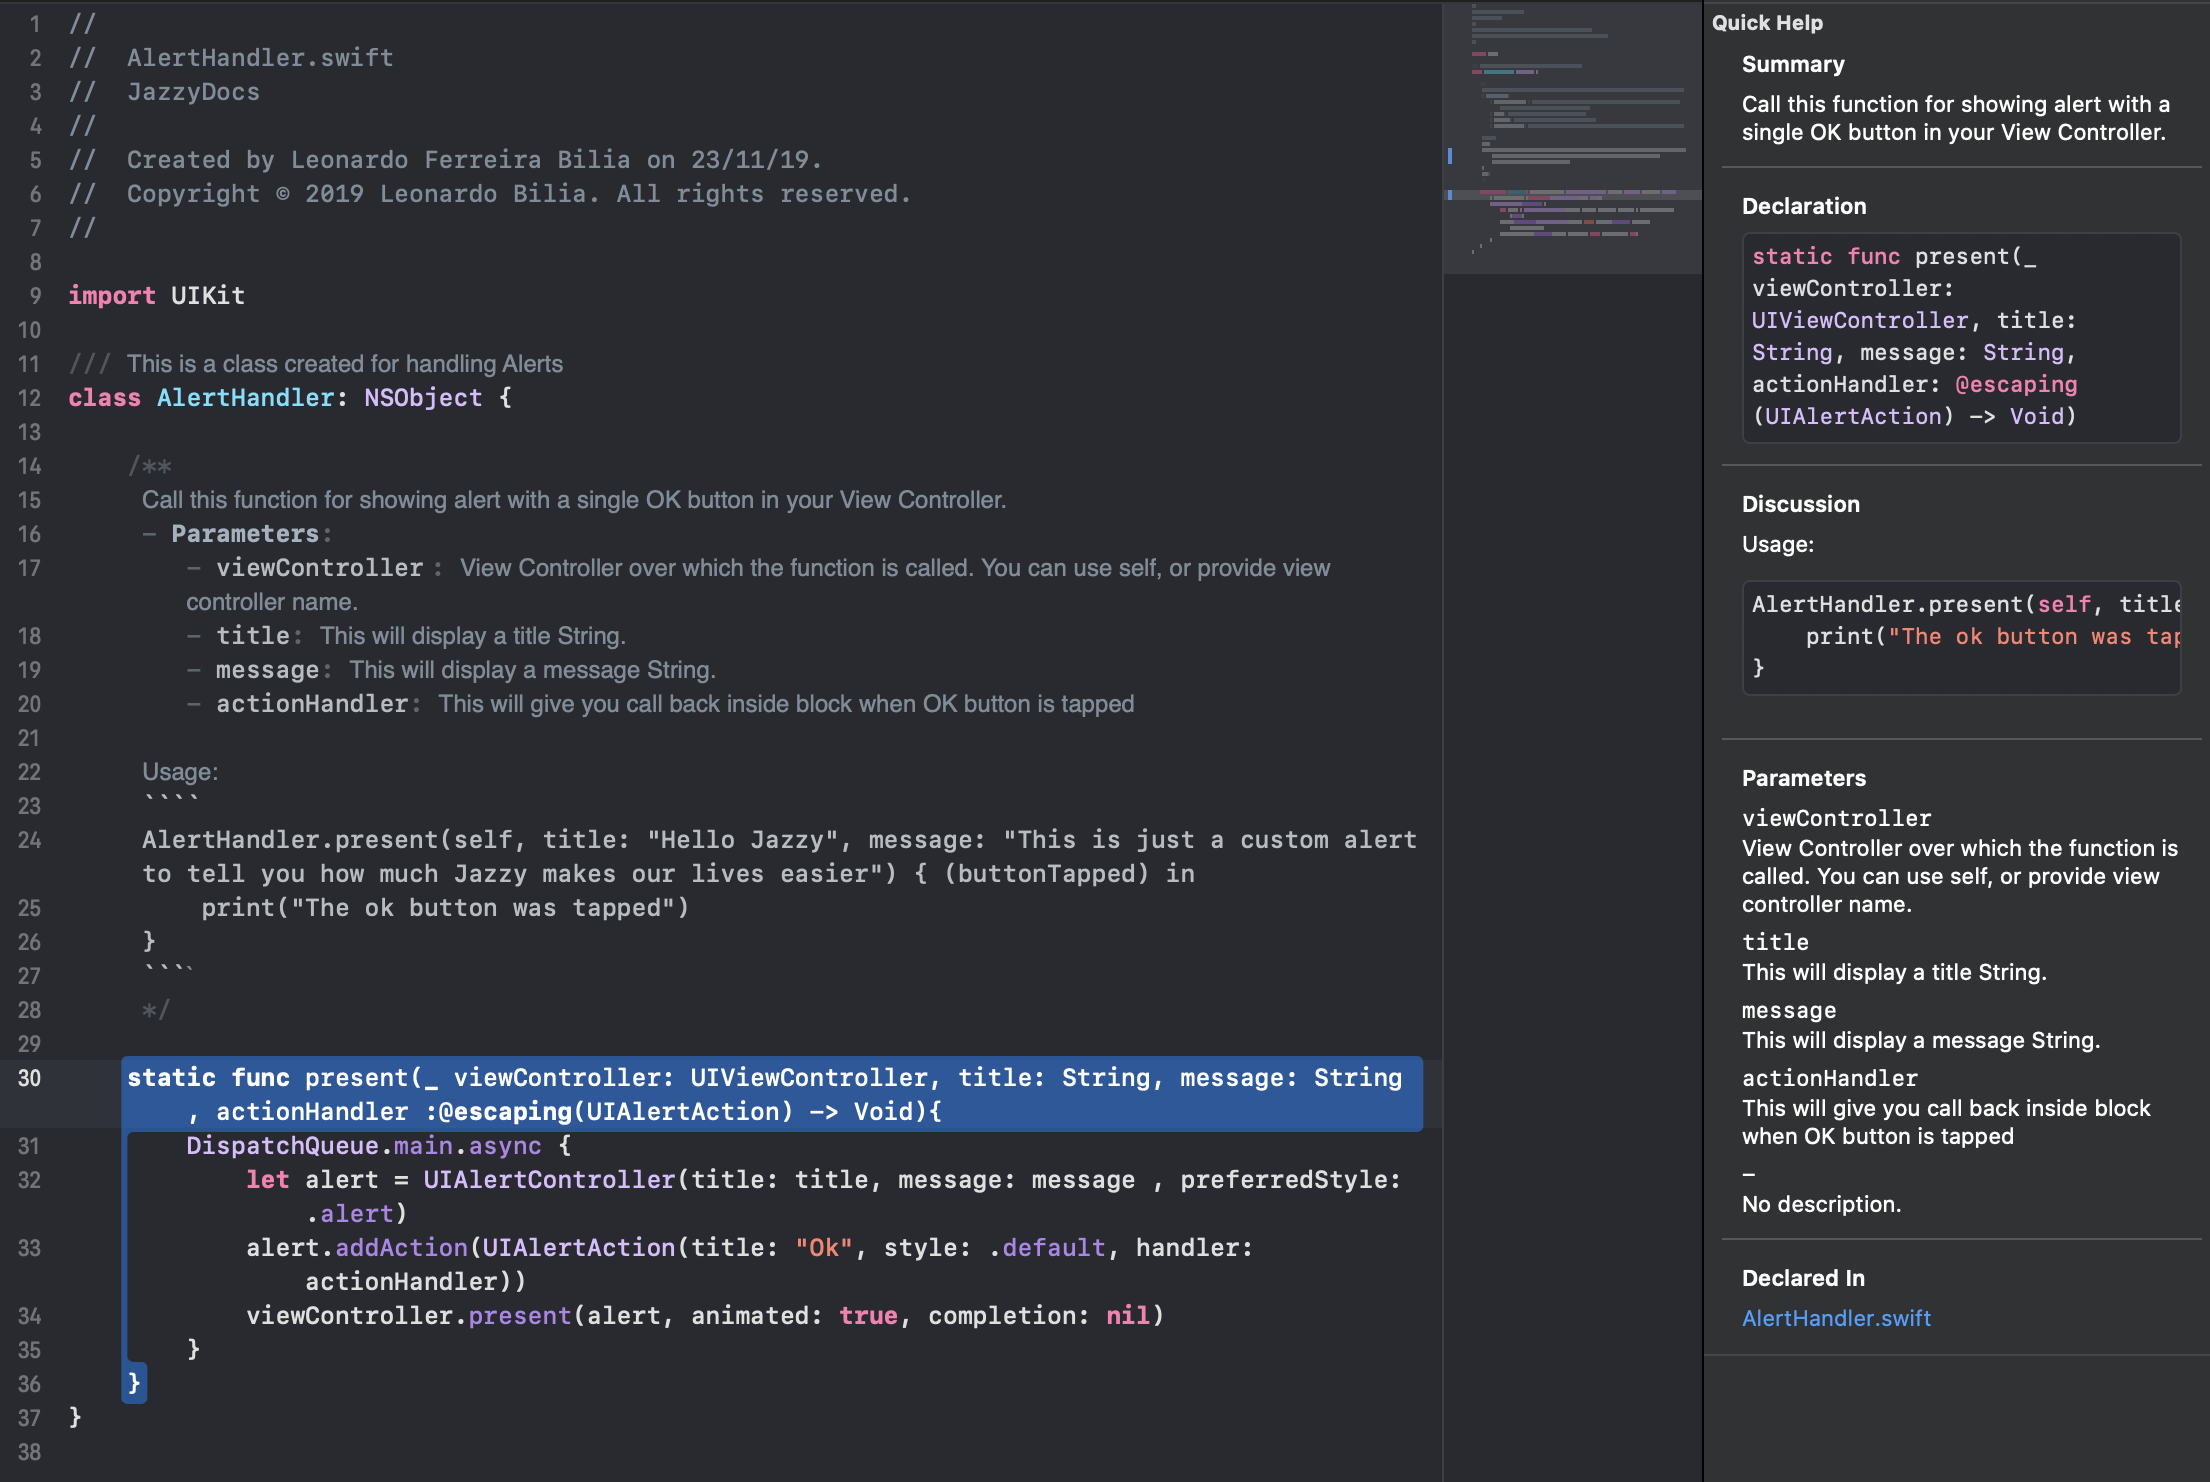 1 //
2 //  AlertHandler.swift
3 //  JazzyDocs
4 //
5 //  Created by Leonardo Ferreira Bilia on 23/11/19.
6 //  Copyright © 2019 Leonardo Bilia. All rights reserved.
7 //
8
9 import UIKit
10
11 /// This is a class created for handling Alerts
12 class AlertHandler: NSObject {
13
14 /**
15 Call this function for showing alert with a single OK button in your View Controller.
16 - Parameters:
17 - viewController : View Controller over which the function is called. You can use self, or provide view
controller name.
18 - title: This will display a title String.
19 - message: This will display a message String.
20 - actionHandler: This will give you call back inside block when OK button is tapped
21
22 Usage:
23 ````
24 AlertHandler.present(self, title: "Hello Jazzy", message: "This is just a custom alert
to tell you how much Jazzy makes our lives easier") { (buttonTapped) in
25 print("The ok button was tapped")
26 }
27 ````
28 */
29
30 static func present(_ viewController: UIViewController, title: String, message: String
, actionHandler :@escaping(UIAlertAction) -> Void){
31 DispatchQueue.main.async {
32 let alert = UIAlertController(title: title, message: message , preferredStyle:
.alert)
33 alert.addAction(UIAlertAction(title: "Ok", style: .default, handler:
actionHandler))
34 viewController.present(alert, animated: true, completion: nil)
35 }
36 }
37 }
38
Quick Help
Summary
Call this function for showing alert with a
single OK button in your View Controller.
Declaration
static func present(_
viewController:
UIViewController, title:
String, message: String,
actionHandler: @escaping
(UIAlertAction) -> Void)
Discussion
Usage:
AlertHandler.present(self, title
print("The ok button was tap
}
Parameters
viewController
View Controller over which the function is
called. You can use self, or provide view
controller name.
title
This will display a title String.
message
This will display a message String.
actionHandler
This will give you call back inside block
when OK button is tapped
_
No description.
Declared In
AlertHandler.swift